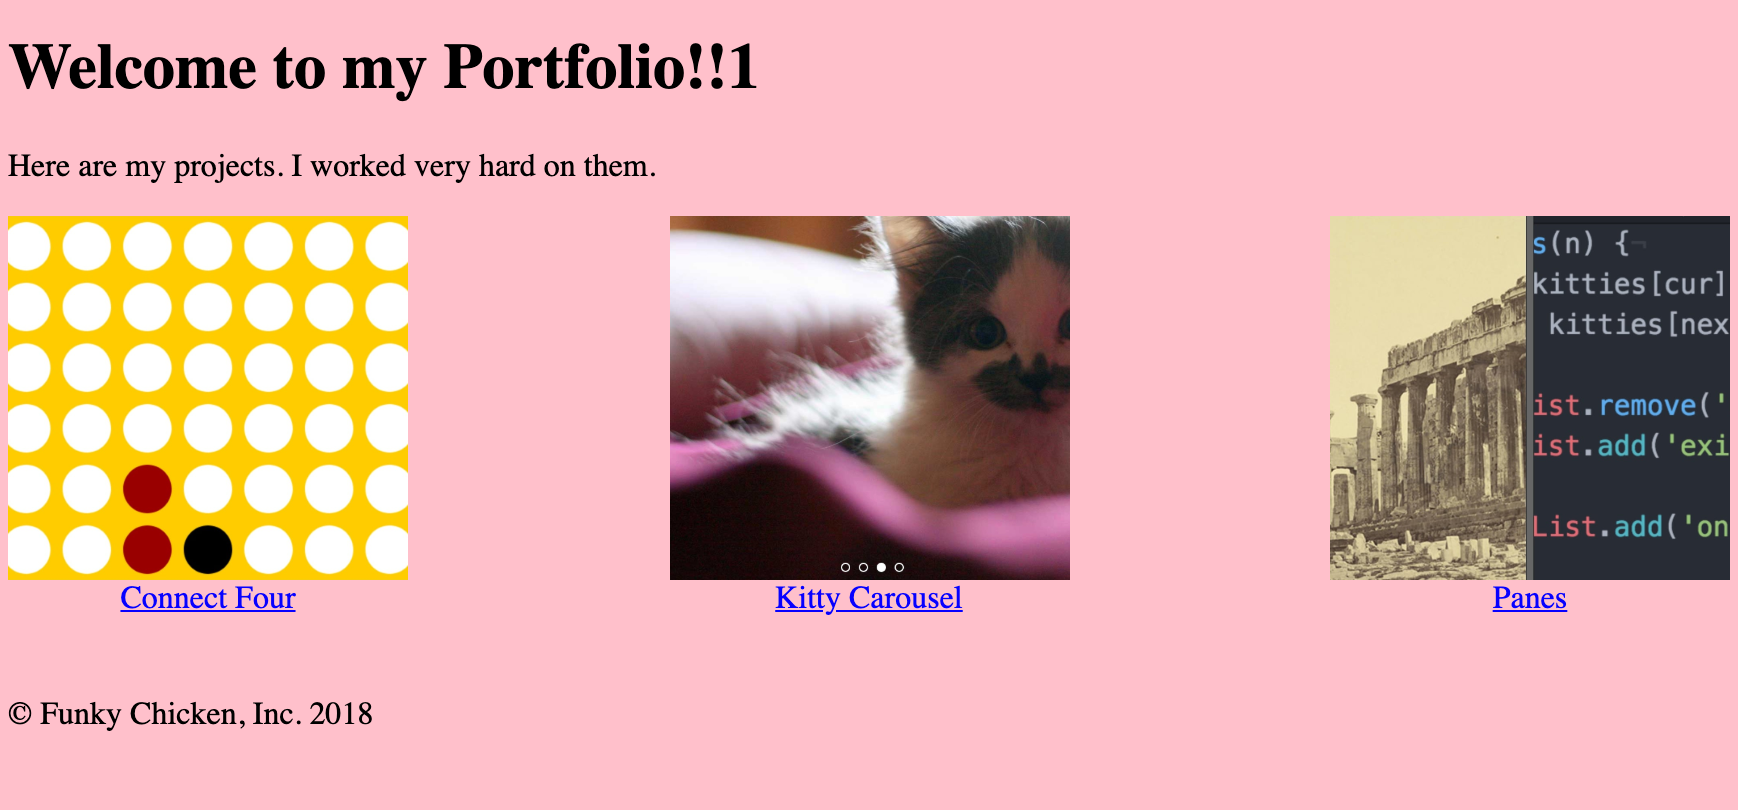 Welcome to my Portfolio!!1
Here are my projects. I worked very hard on them.
s(n) {¬
kitties[cur]
kitties[nex
ist.remove('
ist.add('exi
List.add('on
Connect Four
Kitty Carousel
Panes
© Funky Chicken, Inc. 2018